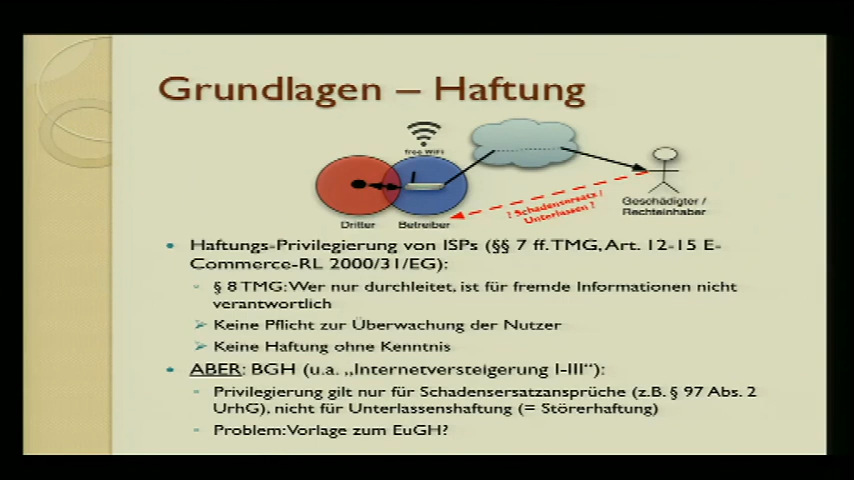 Grundlagen – Haftung
free WiFi
Dritter
Betreiber
? Schadensersatz /
Unterlassen ?
Geschädigter /
Rechteinhaber
Haftungs-Privilegierung von ISPs (§§ 7 ff. TMG, Art. 12-15 E-
Commerce-RL 2000/31/EG):
§ 8 TMG: Wer nur durchleitet, ist für fremde Informationen nicht
verantwortlich
Keine Pflicht zur Überwachung der Nutzer
Keine Haftung ohne Kenntnis
ABER: BGH (u.a. „Internetversteigerung I-III“):
Privilegierung gilt nur für Schadensersatzansprüche (z.B. § 97 Abs. 2
UrhG), nicht für Unterlassenshaftung (= Störerhaftung)
Problem: Vorlage zum EuGH?